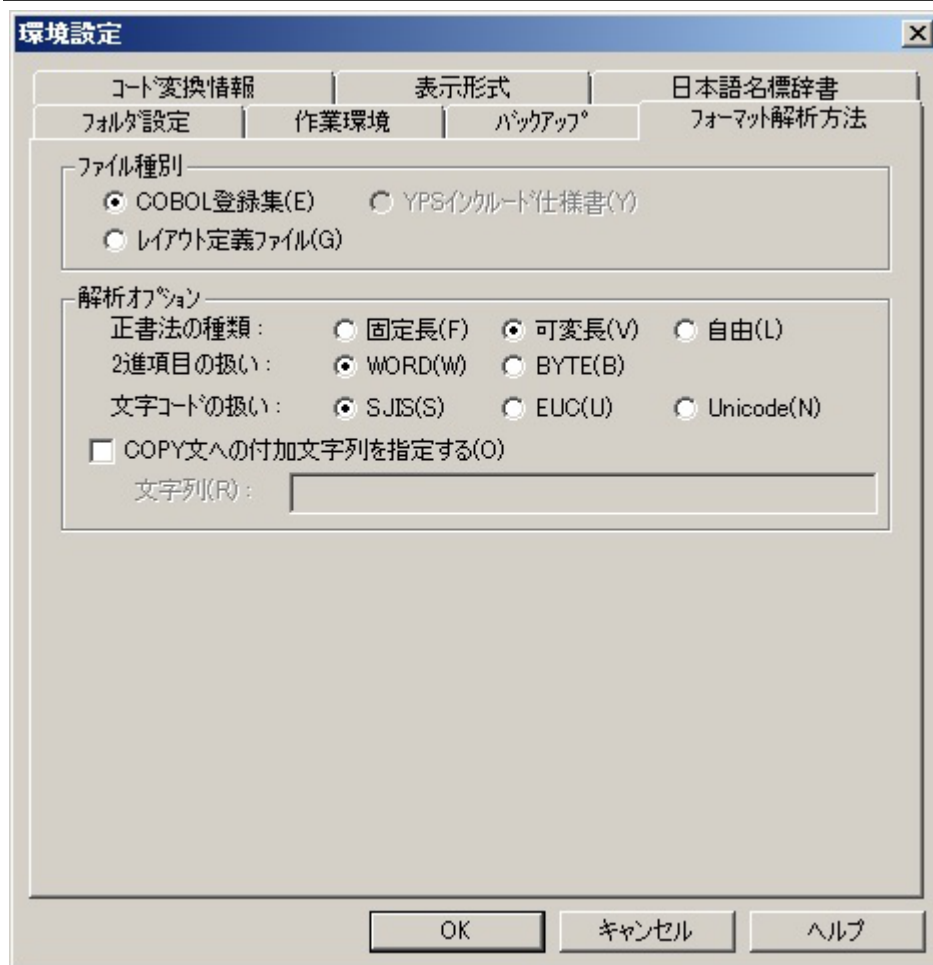 環境設定
コード変換情報 表示形式 日本語名標辞書
フォルダ設定 作業環境 バックアップ フォーマット解析方法
ファイル種別
COBOL登録集(E) YPSインクルード仕様書(Y)
レイアウト定義ファイル(G)
解析オプション
正書法の種類: 固定長(F) 可変長(V) 自由(L)
2進項目の扱い: WORD(W) BYTE(B)
文字コードの扱い: SJIS(S) EUC(U) Unicode(N)
COPY文への付加文字列を指定する(O)
文字列(R):
OK キャンセル ヘルプ